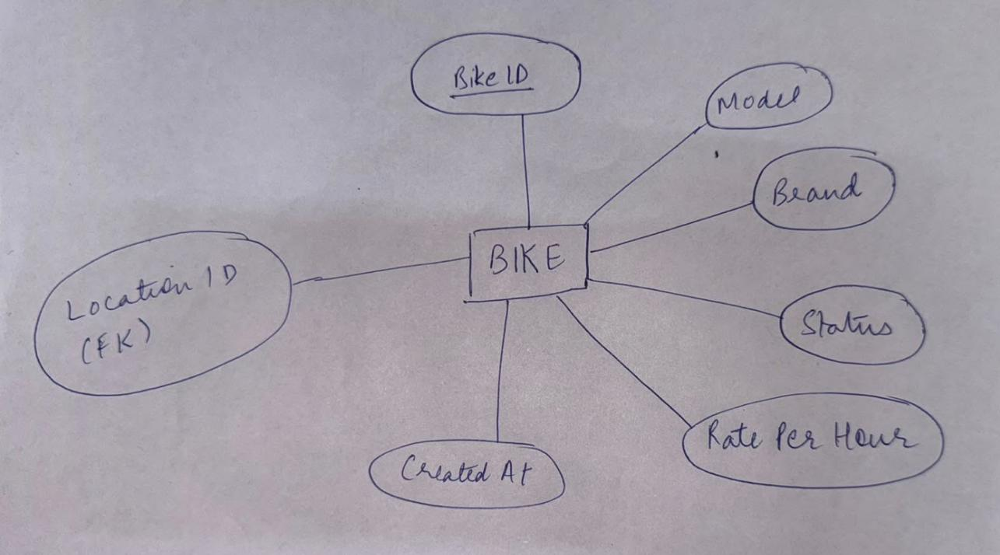 Bike ID
Model
Brand
BIKE
Location ID
(FK)
Status
Rate Per Hour
Created At